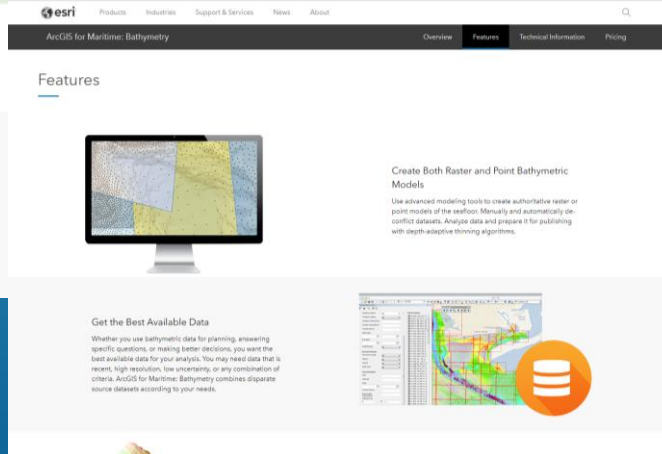 esri Products Industries Support & Services News About
ArcGIS for Maritime: Bathymetry Overview Features Technical Information Pricing
Features
Create Both Raster and Point Bathymetric
Models
Use advanced modeling tools to create authoritative raster or
point models of the seafloor. Manually and automatically de-
conflict datasets. Analyze data and prepare it for publishing
with depth-adaptive thinning algorithms.
Get the Best Available Data
Whether you use bathymetric data for planning, answering
specific questions, or making better decisions, you want the
best available data for your analysis. You may need data that is
recent, high resolution, low uncertainty, or any combination of
criteria. ArcGIS for Maritime: Bathymetry combines disparate
source datasets according to your needs.